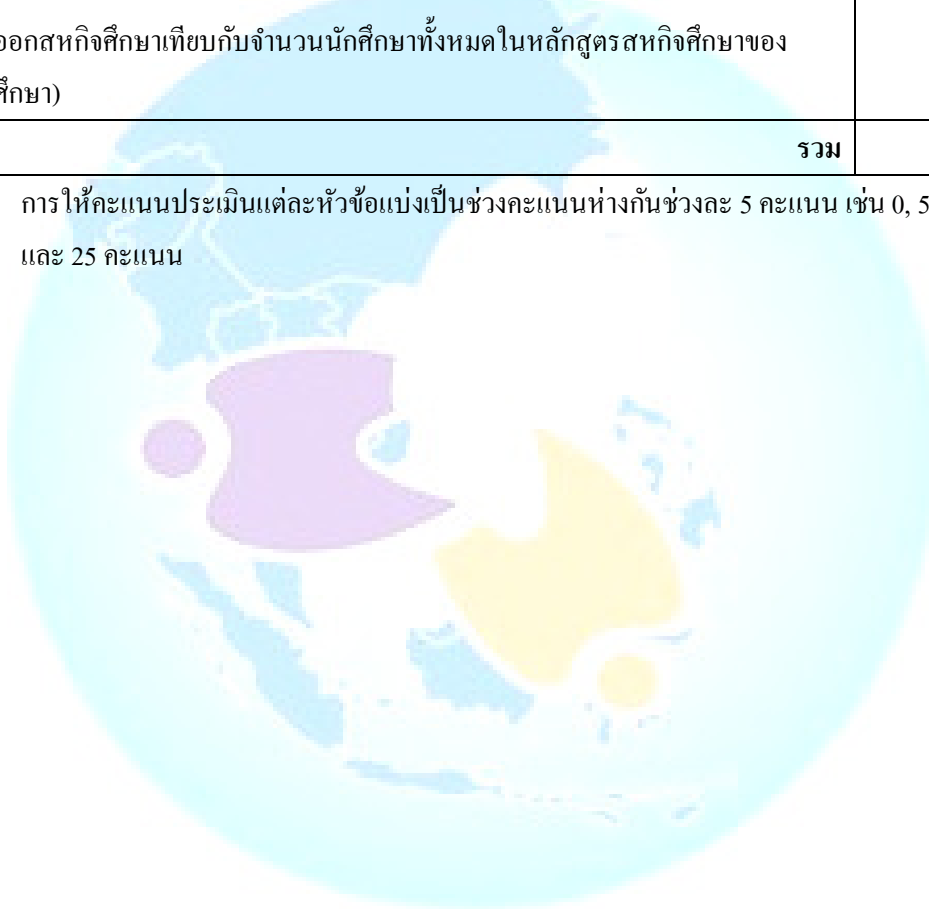 ออกสหกิจศึกษาเทียบกับจำนวนนักศึกษาทั้งหมดในหลักสูตรสหกิจศึกษาของ
ศึกษา)
รวม
การให้คะแนนประเมินแต่ละหัวข้อแบ่งเป็นช่วงคะแนนห่างกันช่วงละ 5 คะแนน เช่น 0, 5
และ 25 คะแนน